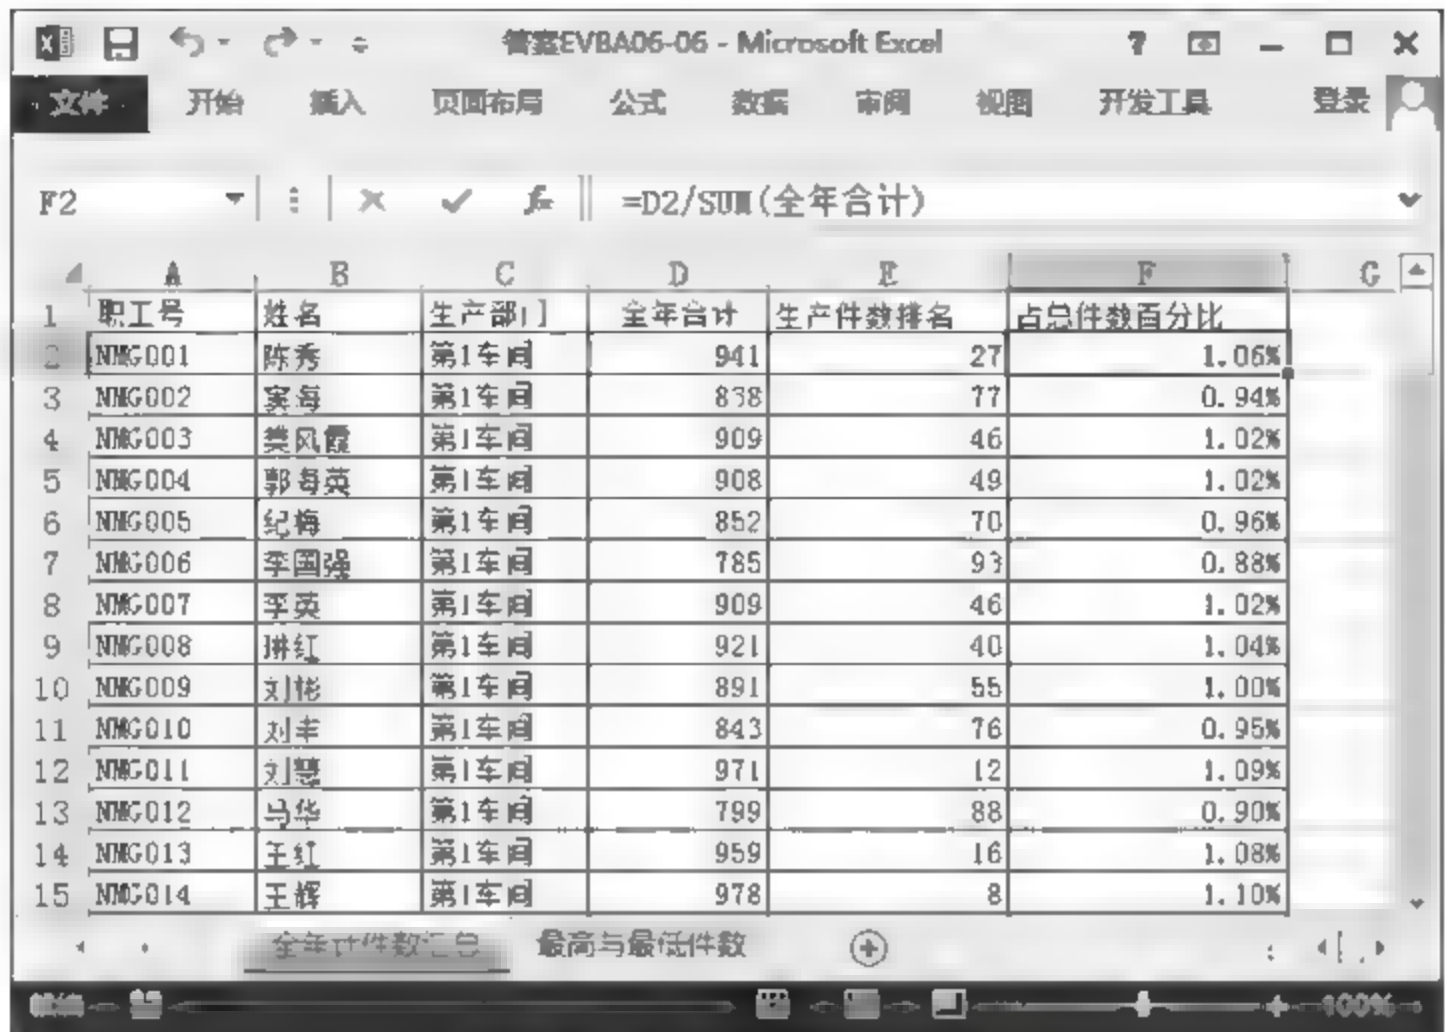 答案EVBA06-06 - Microsoft Excel
文件 开始 插入 页面布局 公式 数据 审阅 视图 开发工具 登录
F2 =D2/SUM(全年合计)
A B C D E F G
1 职工号 姓名 生产部门 全年合计 生产件数排名 占总件数百分比
2 NMG001 陈秀 第1车间 941 27 1.06%
3 NMG002 海 第1车间 838 77 0.94%
4 NMG003 樊风霞 第1车间 909 46 1.02%
5 NMG004 郭海英 第1车间 908 49 1.02%
6 NMG005 纪梅 第1车间 852 70 0.96%
7 NMG006 李国强 第1车间 785 93 0.88%
8 NMG007 李英 第1车间 909 46 1.02%
9 NMG008 琳红 第1车间 921 40 1.04%
10 NMG009 刘彬 第1车间 891 55 1.00%
11 NMG010 刘丰 第1车间 843 76 0.95%
12 NMG011 刘慧 第1车间 971 12 1.09%
13 NMG012 马华 第1车间 799 88 0.90%
14 NMG013 王红 第1车间 959 16 1.08%
15 NMG014 王辉 第1车间 978 8 1.10%
全年计件数汇总 最高与最低件数
100%